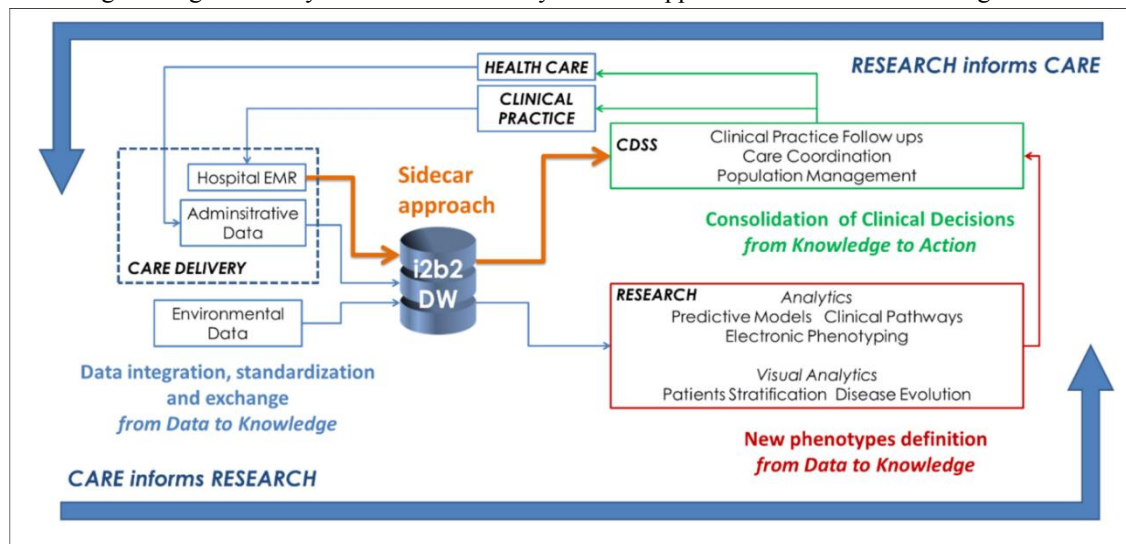 RESEARCH informs CARE
HEALTH CARE
CLINICAL
PRACTICE
CDSS
Clinical Practice Follow ups
Care Coordination
Population Management
Hospital EMR
Adminsitrative
Data
CARE DELIVERY
Sidecar
approach
i2b2
DW
Consolidation of Clinical Decisions
from Knowledge to Action
Environmental
Data
RESEARCH
Analytics
Predictive Models Clinical Pathways
Electronic Phenotyping
Visual Analytics
Patients Stratification Disease Evolution
Data integration, standardization
and exchange
from Data to Knowledge
New phenotypes definition
from Data to Knowledge
CARE informs RESEARCH